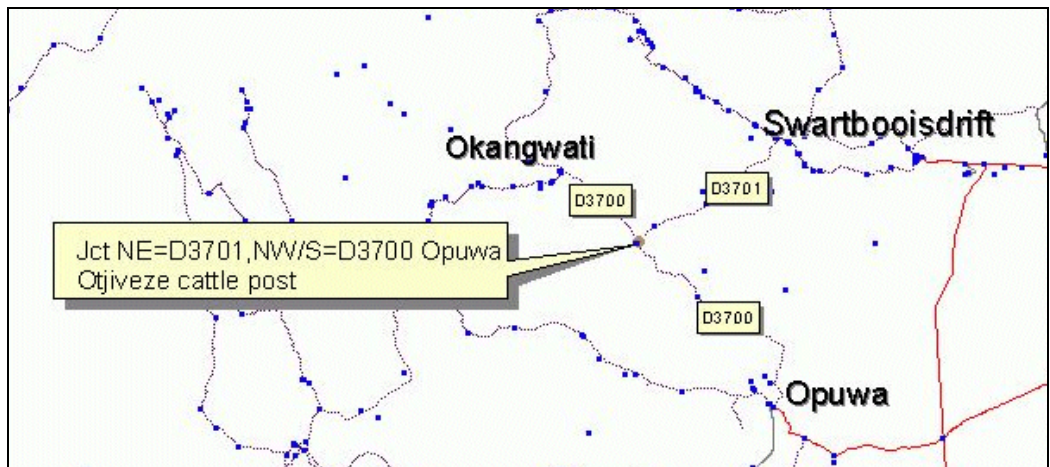 Swartbooisdrift
Okangwati
D3701
D3700
Jct NE=D3701,NW/S=D3700 Opuwa
Otjiveze cattle post
D3700
Opuwa